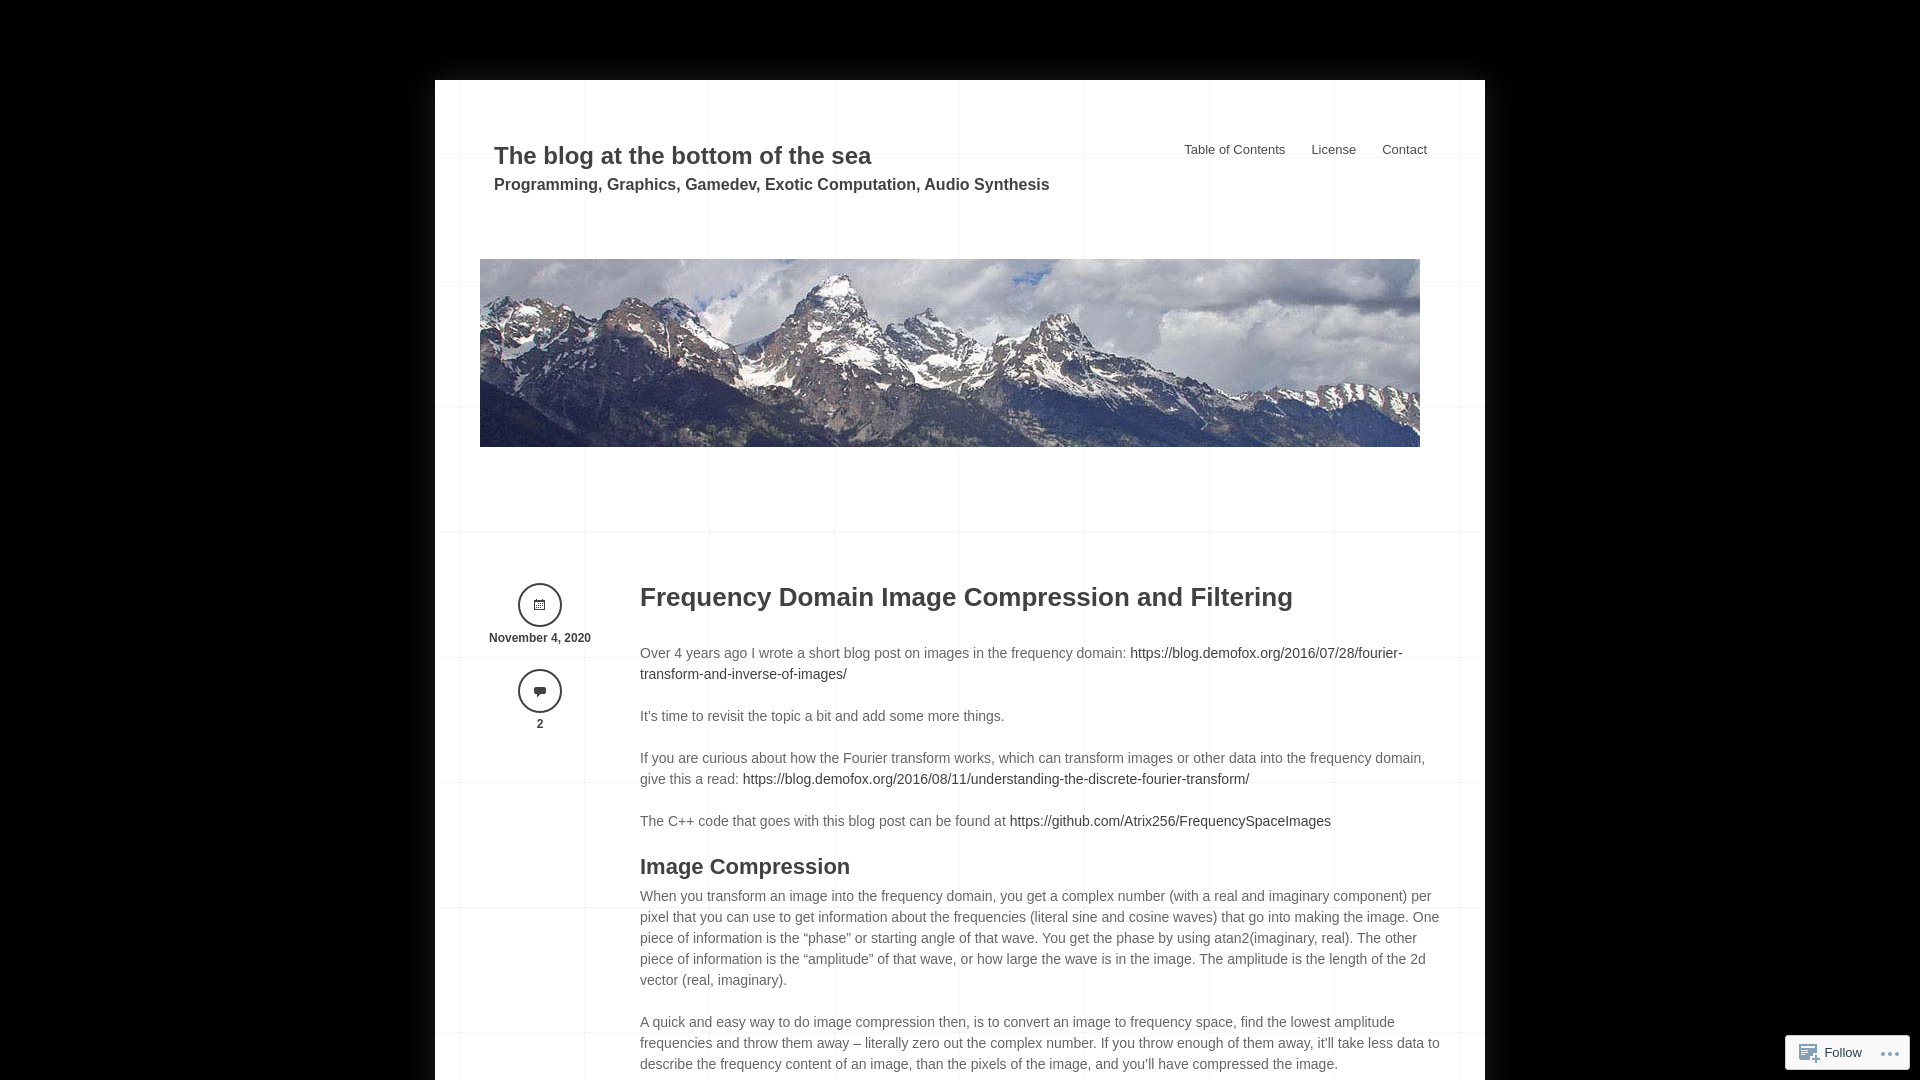 The blog at the bottom of the sea
Programming, Graphics, Gamedev, Exotic Computation, Audio Synthesis
Table of Contents
License
Contact
Frequency Domain Image Compression and Filtering
November 4, 2020
2
Over 4 years ago I wrote a short blog post on images in the frequency domain: https://blog.demofox.org/2016/07/28/fourier-
transform-and-inverse-of-images/
It’s time to revisit the topic a bit and add some more things.
If you are curious about how the Fourier transform works, which can transform images or other data into the frequency domain,
give this a read: https://blog.demofox.org/2016/08/11/understanding-the-discrete-fourier-transform/
The C++ code that goes with this blog post can be found at https://github.com/Atrix256/FrequencySpaceImages
Image Compression
When you transform an image into the frequency domain, you get a complex number (with a real and imaginary component) per
pixel that you can use to get information about the frequencies (literal sine and cosine waves) that go into making the image. One
piece of information is the “phase” or starting angle of that wave. You get the phase by using atan2(imaginary, real). The other
piece of information is the “amplitude” of that wave, or how large the wave is in the image. The amplitude is the length of the 2d
vector (real, imaginary).
A quick and easy way to do image compression then, is to convert an image to frequency space, find the lowest amplitude
frequencies and throw them away – literally zero out the complex number. If you throw enough of them away, it’ll take less data to
describe the frequency content of an image, than the pixels of the image, and you’ll have compressed the image.
Follow